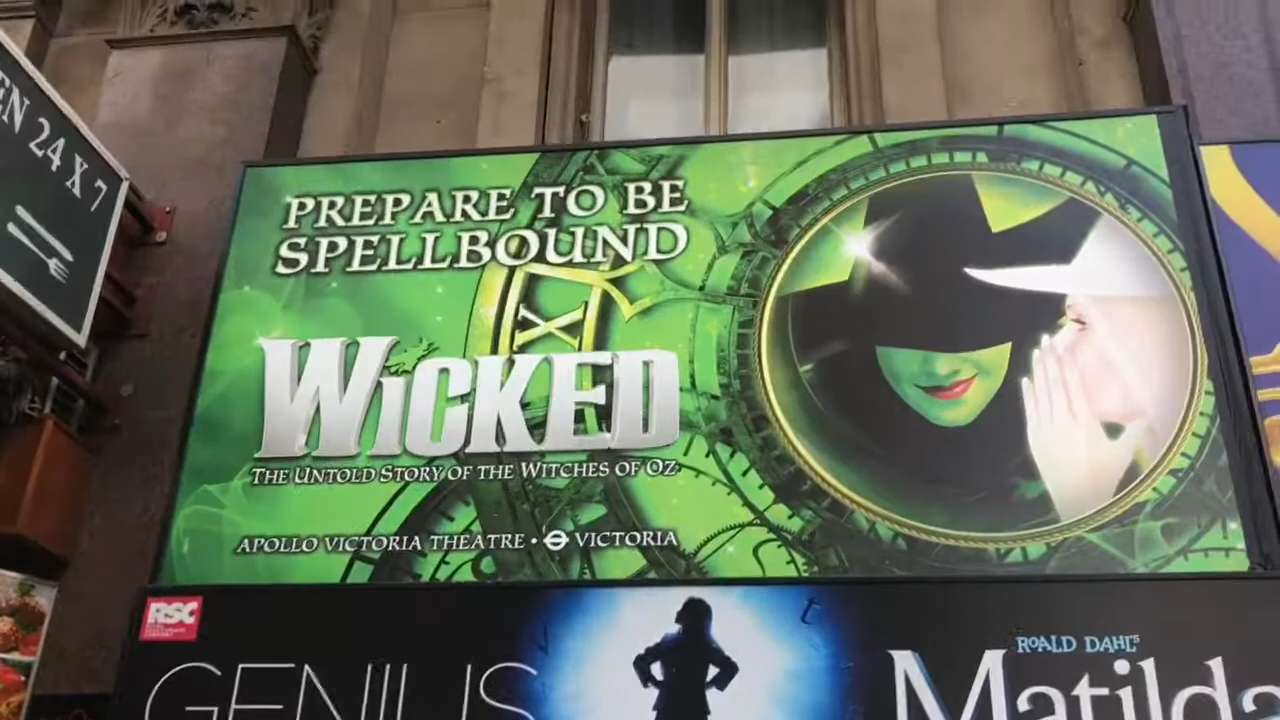 EN 24 X 7
PREPARE TO BE
SPELLBOUND
X
WICKED
THE UNTOLD STORY OF THE WITCHES OF OZ
APOLLO VICTORIA THEATRE • VICTORIA
RSC
GENIUS
t
ROALD DAHL'S
Matilda